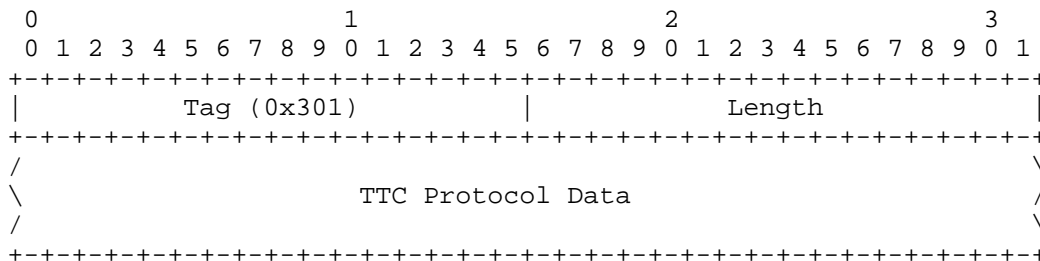 0                   1                   2                   3
 0 1 2 3 4 5 6 7 8 9 0 1 2 3 4 5 6 7 8 9 0 1 2 3 4 5 6 7 8 9 0 1
+-+-+-+-+-+-+-+-+-+-+-+-+-+-+-+-+-+-+-+-+-+-+-+-+-+-+-+-+-+-+-+-+
|          Tag (0x301)          |            Length             |
+-+-+-+-+-+-+-+-+-+-+-+-+-+-+-+-+-+-+-+-+-+-+-+-+-+-+-+-+-+-+-+-+
/                                                               \
\                     TTC Protocol Data                         /
/                                                               \
+-+-+-+-+-+-+-+-+-+-+-+-+-+-+-+-+-+-+-+-+-+-+-+-+-+-+-+-+-+-+-+-+